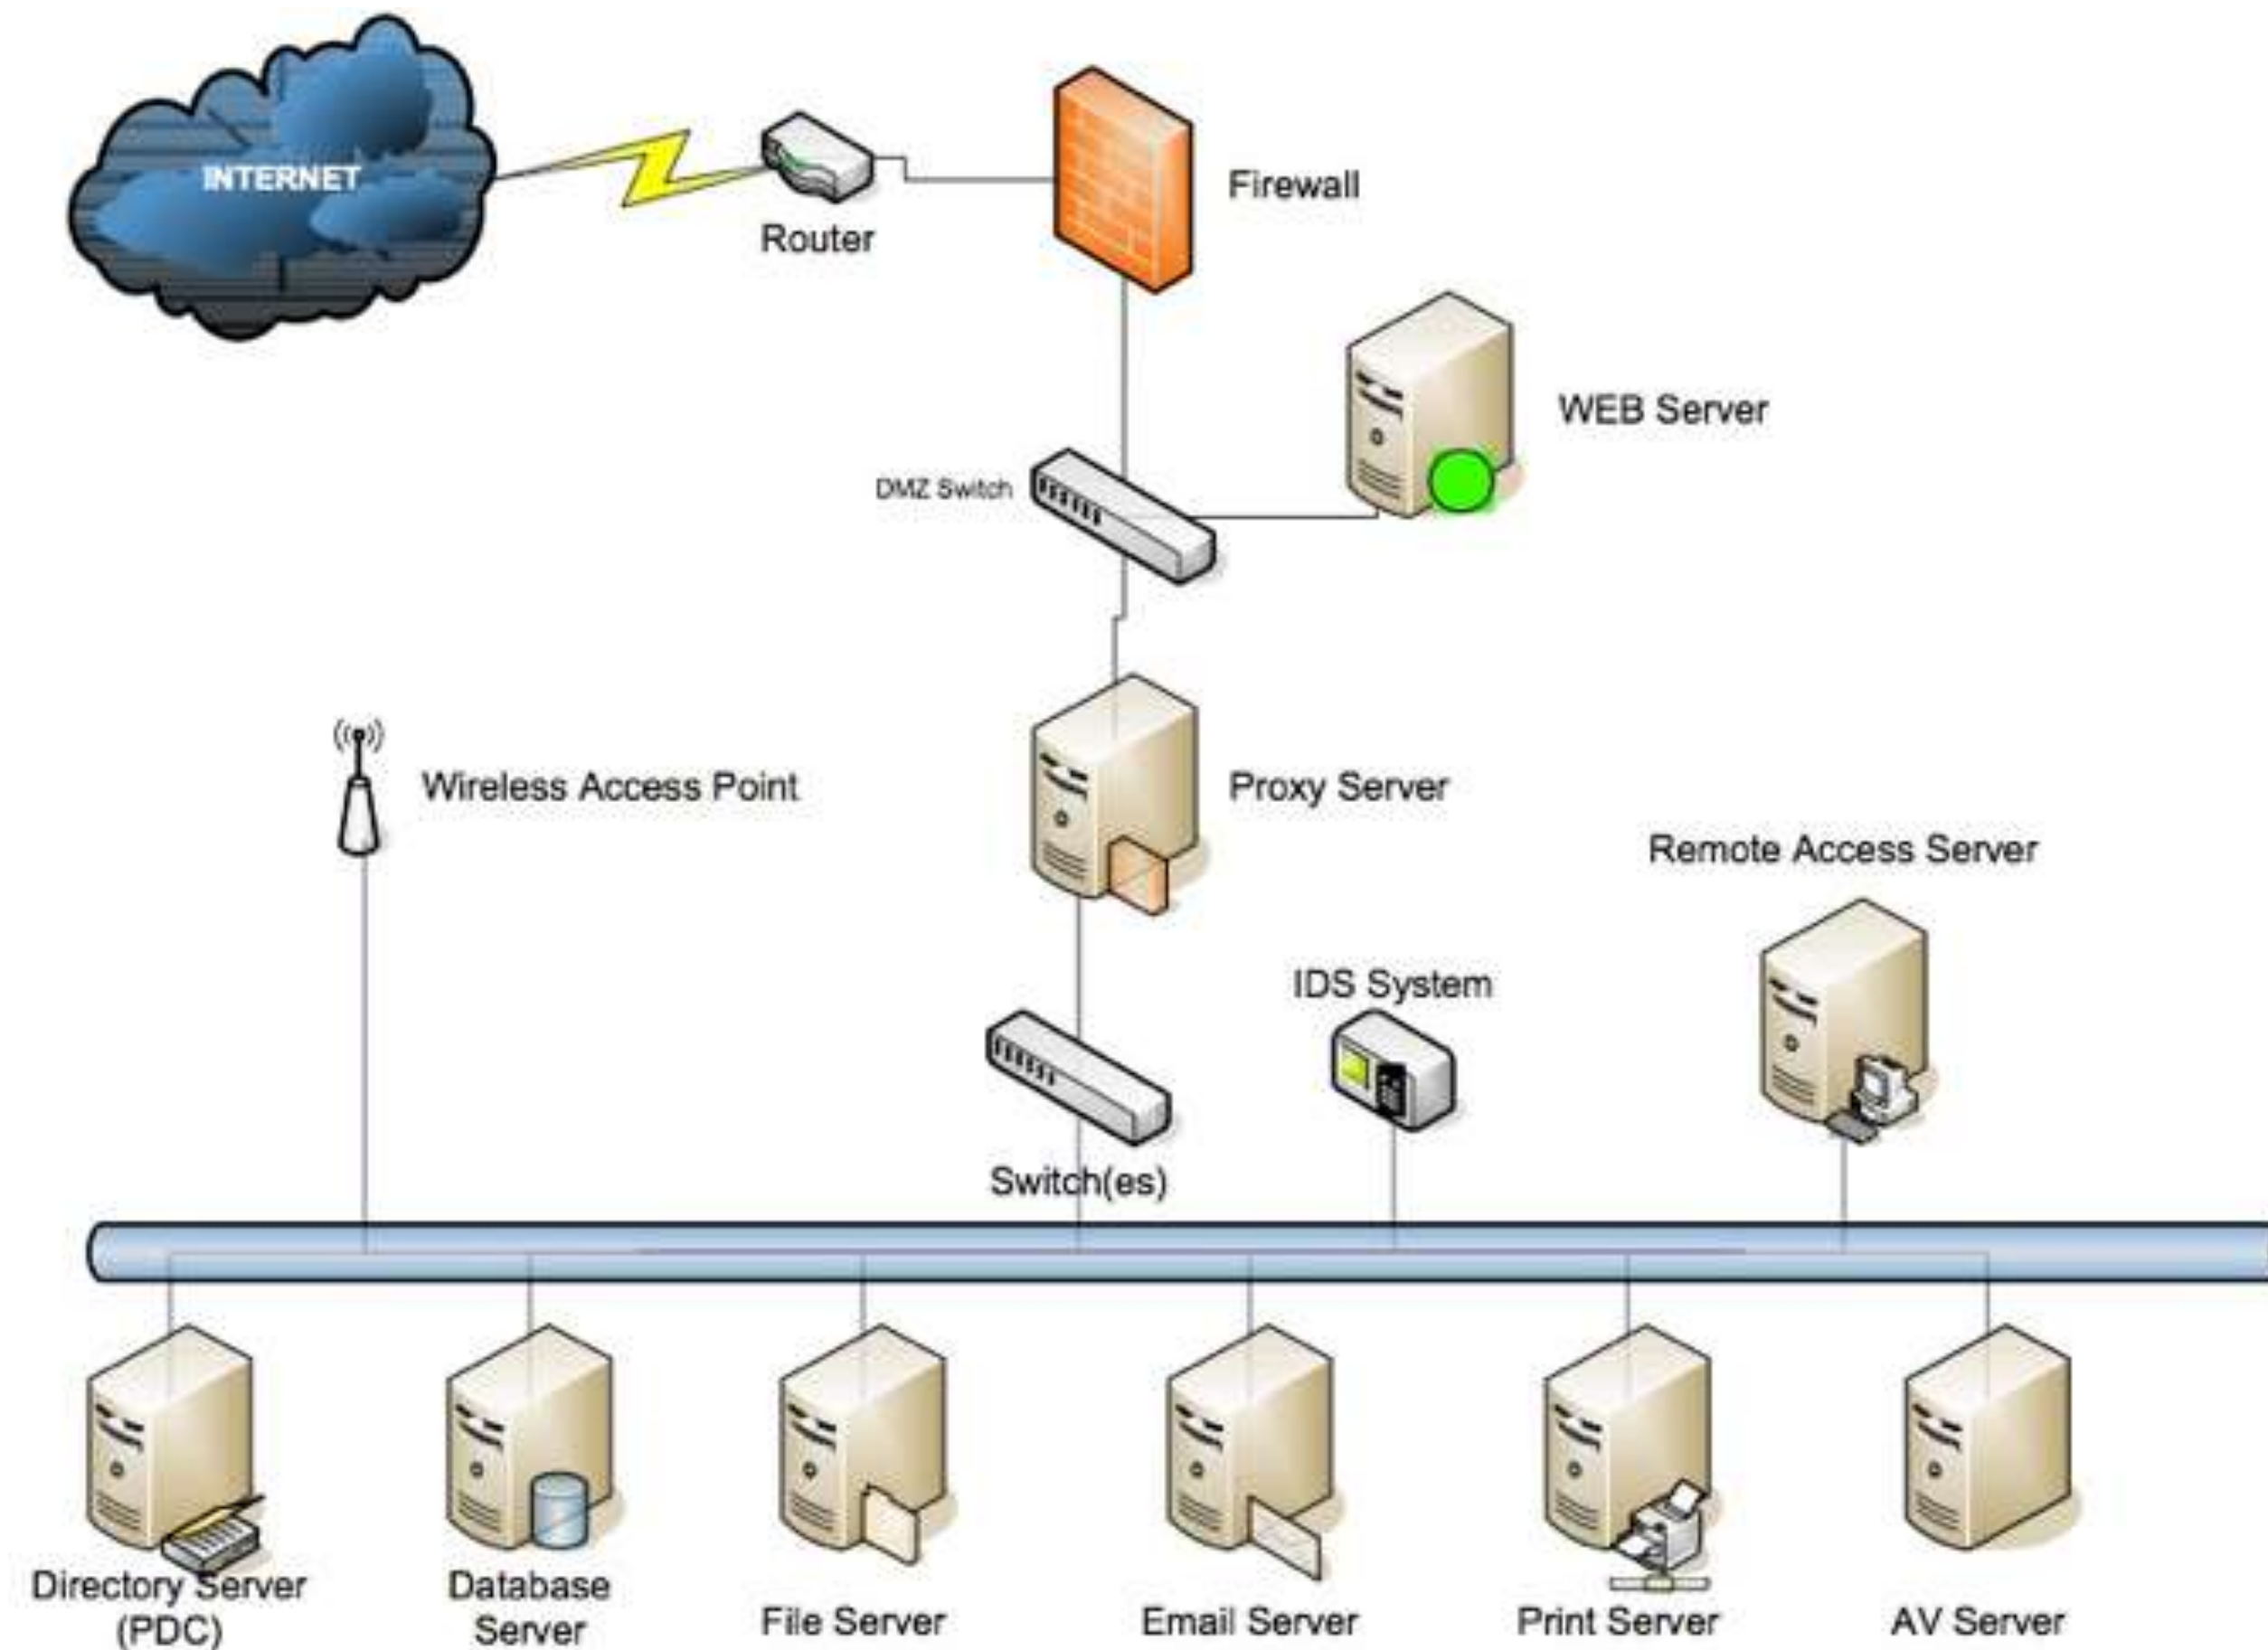 INTERNET
Router
Firewall
WEB Server
DMZ Switch
Wireless Access Point
Proxy Server
Remote Access Server
IDS System
Switch(es)
Directory Server
(PDC)
Database
Server
File Server
Email Server
Print Server
AV Server